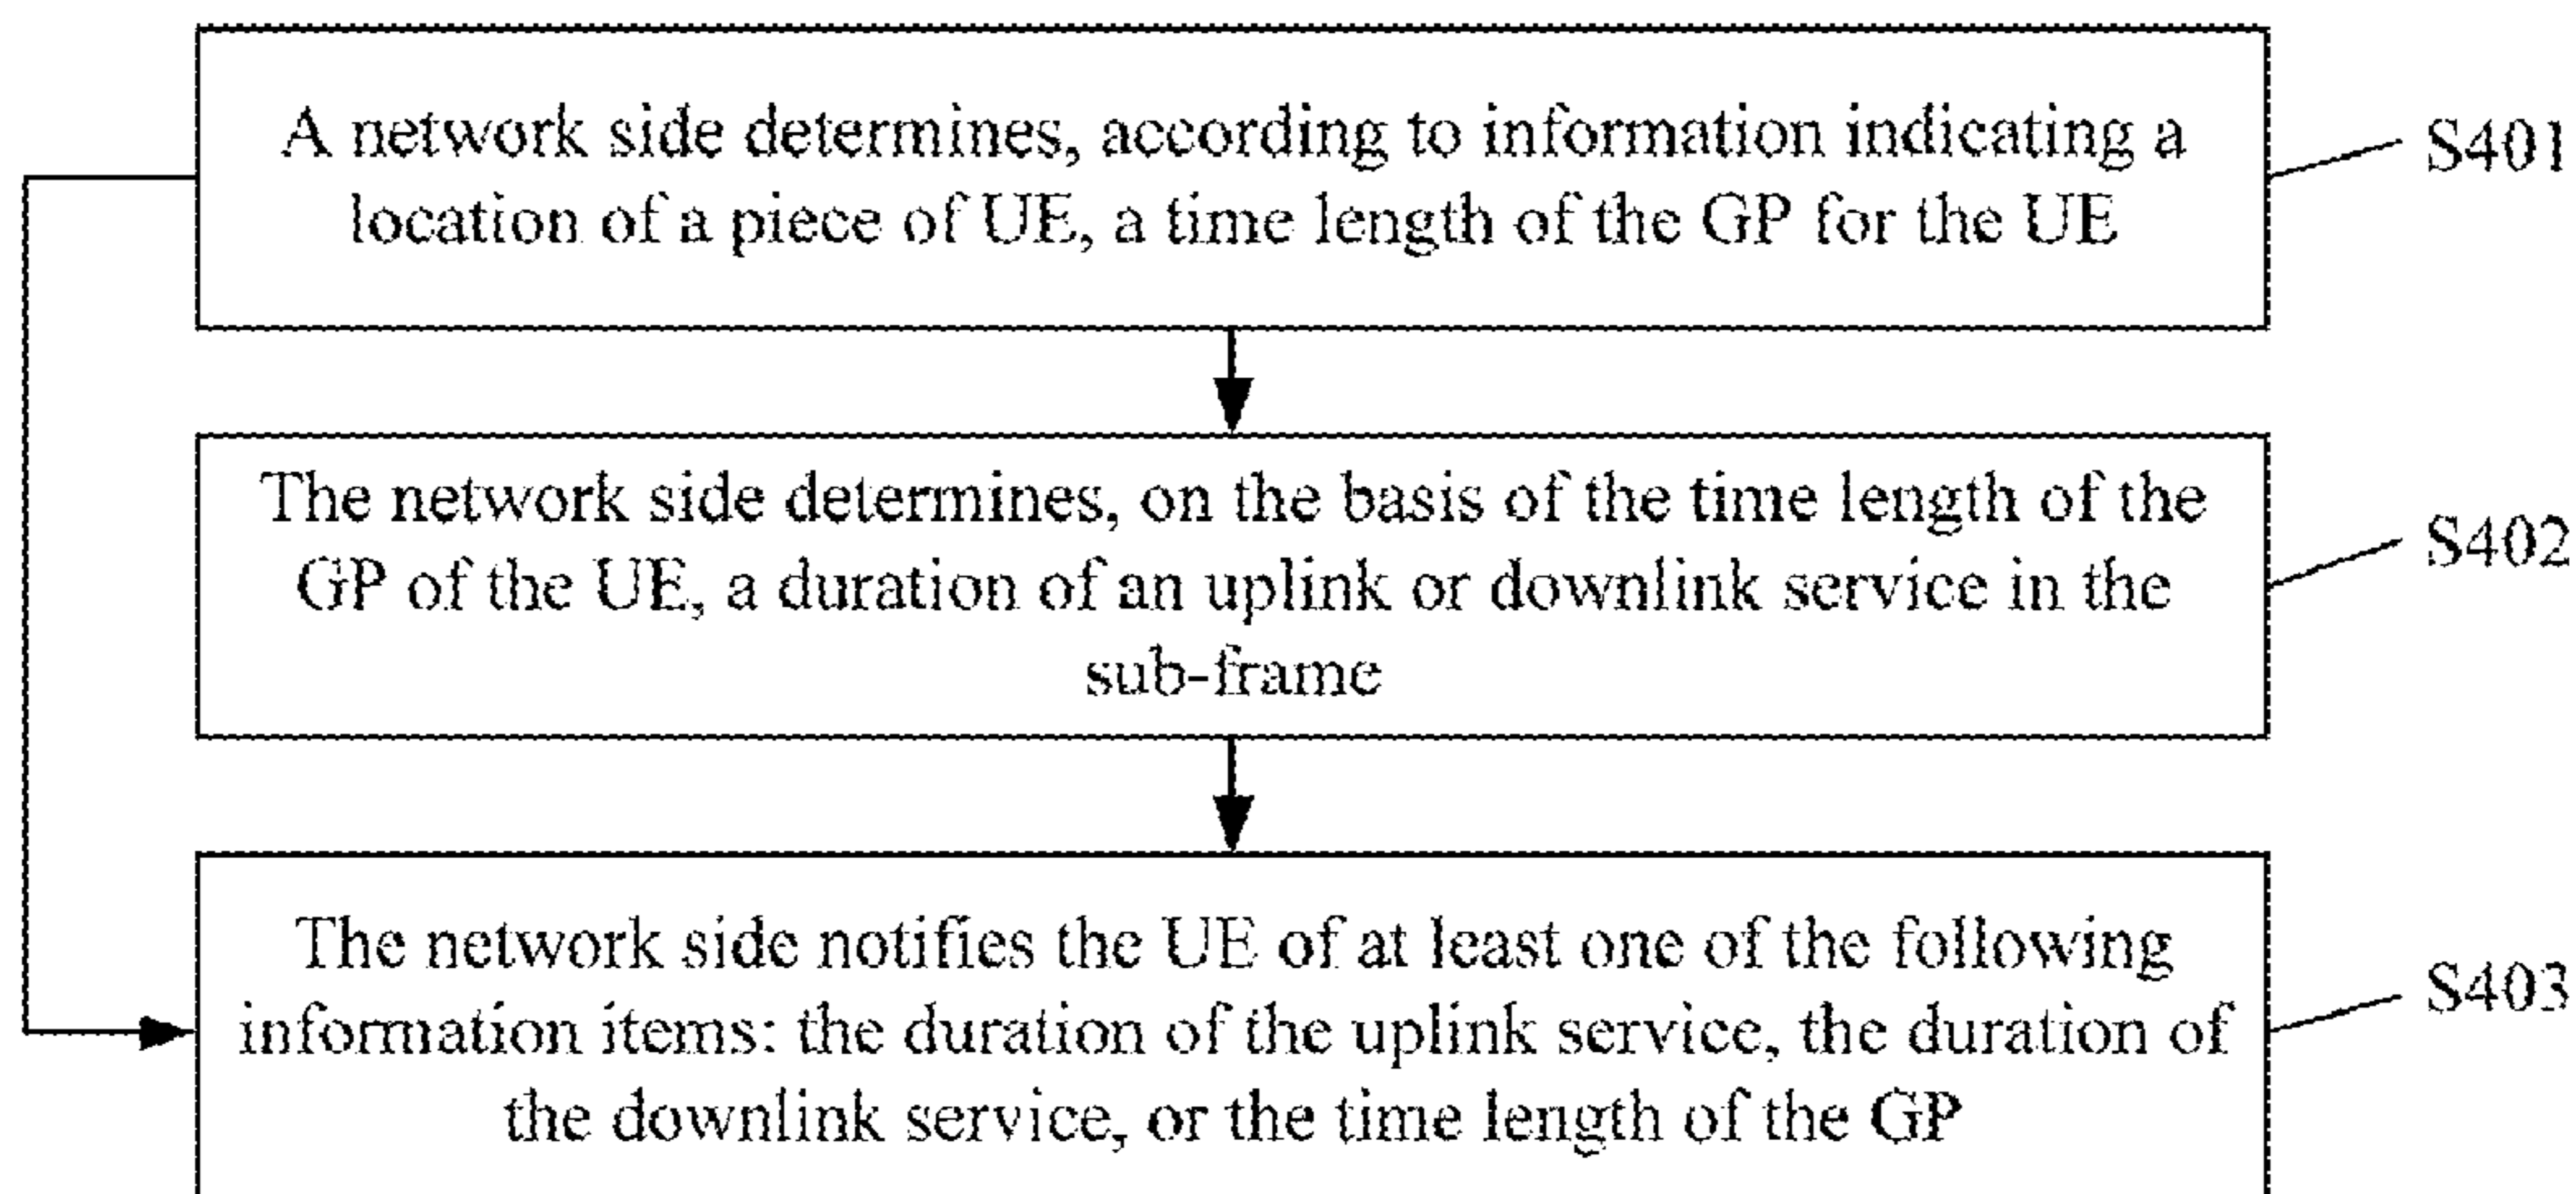 A network side determines, according to information indicating a
location of a piece of UE, a time length of the GP for the UE
S401
The network side determines, on the basis of the time length of the
GP of the UE, a duration of an uplink or downlink service in the
sub-frame
S402
The network side notifies the UE of at least one of the following
information items: the duration of the uplink service, the duration of
the downlink service, or the time length of the GP
S403